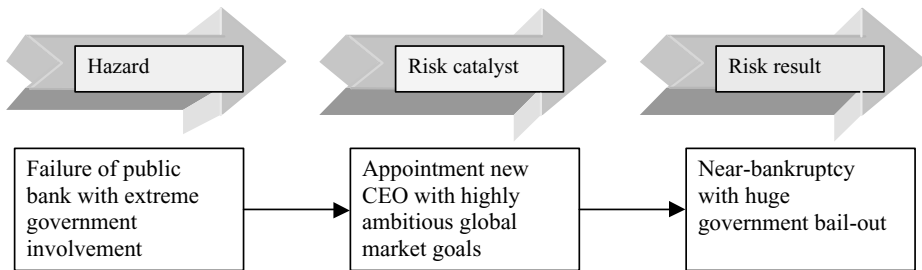 Hazard
Risk catalyst
Risk result
Failure of public
bank with extreme
government
involvement
Appointment new
CEO with highly
ambitious global
market goals
Near-bankruptcy
with huge
government bail-out